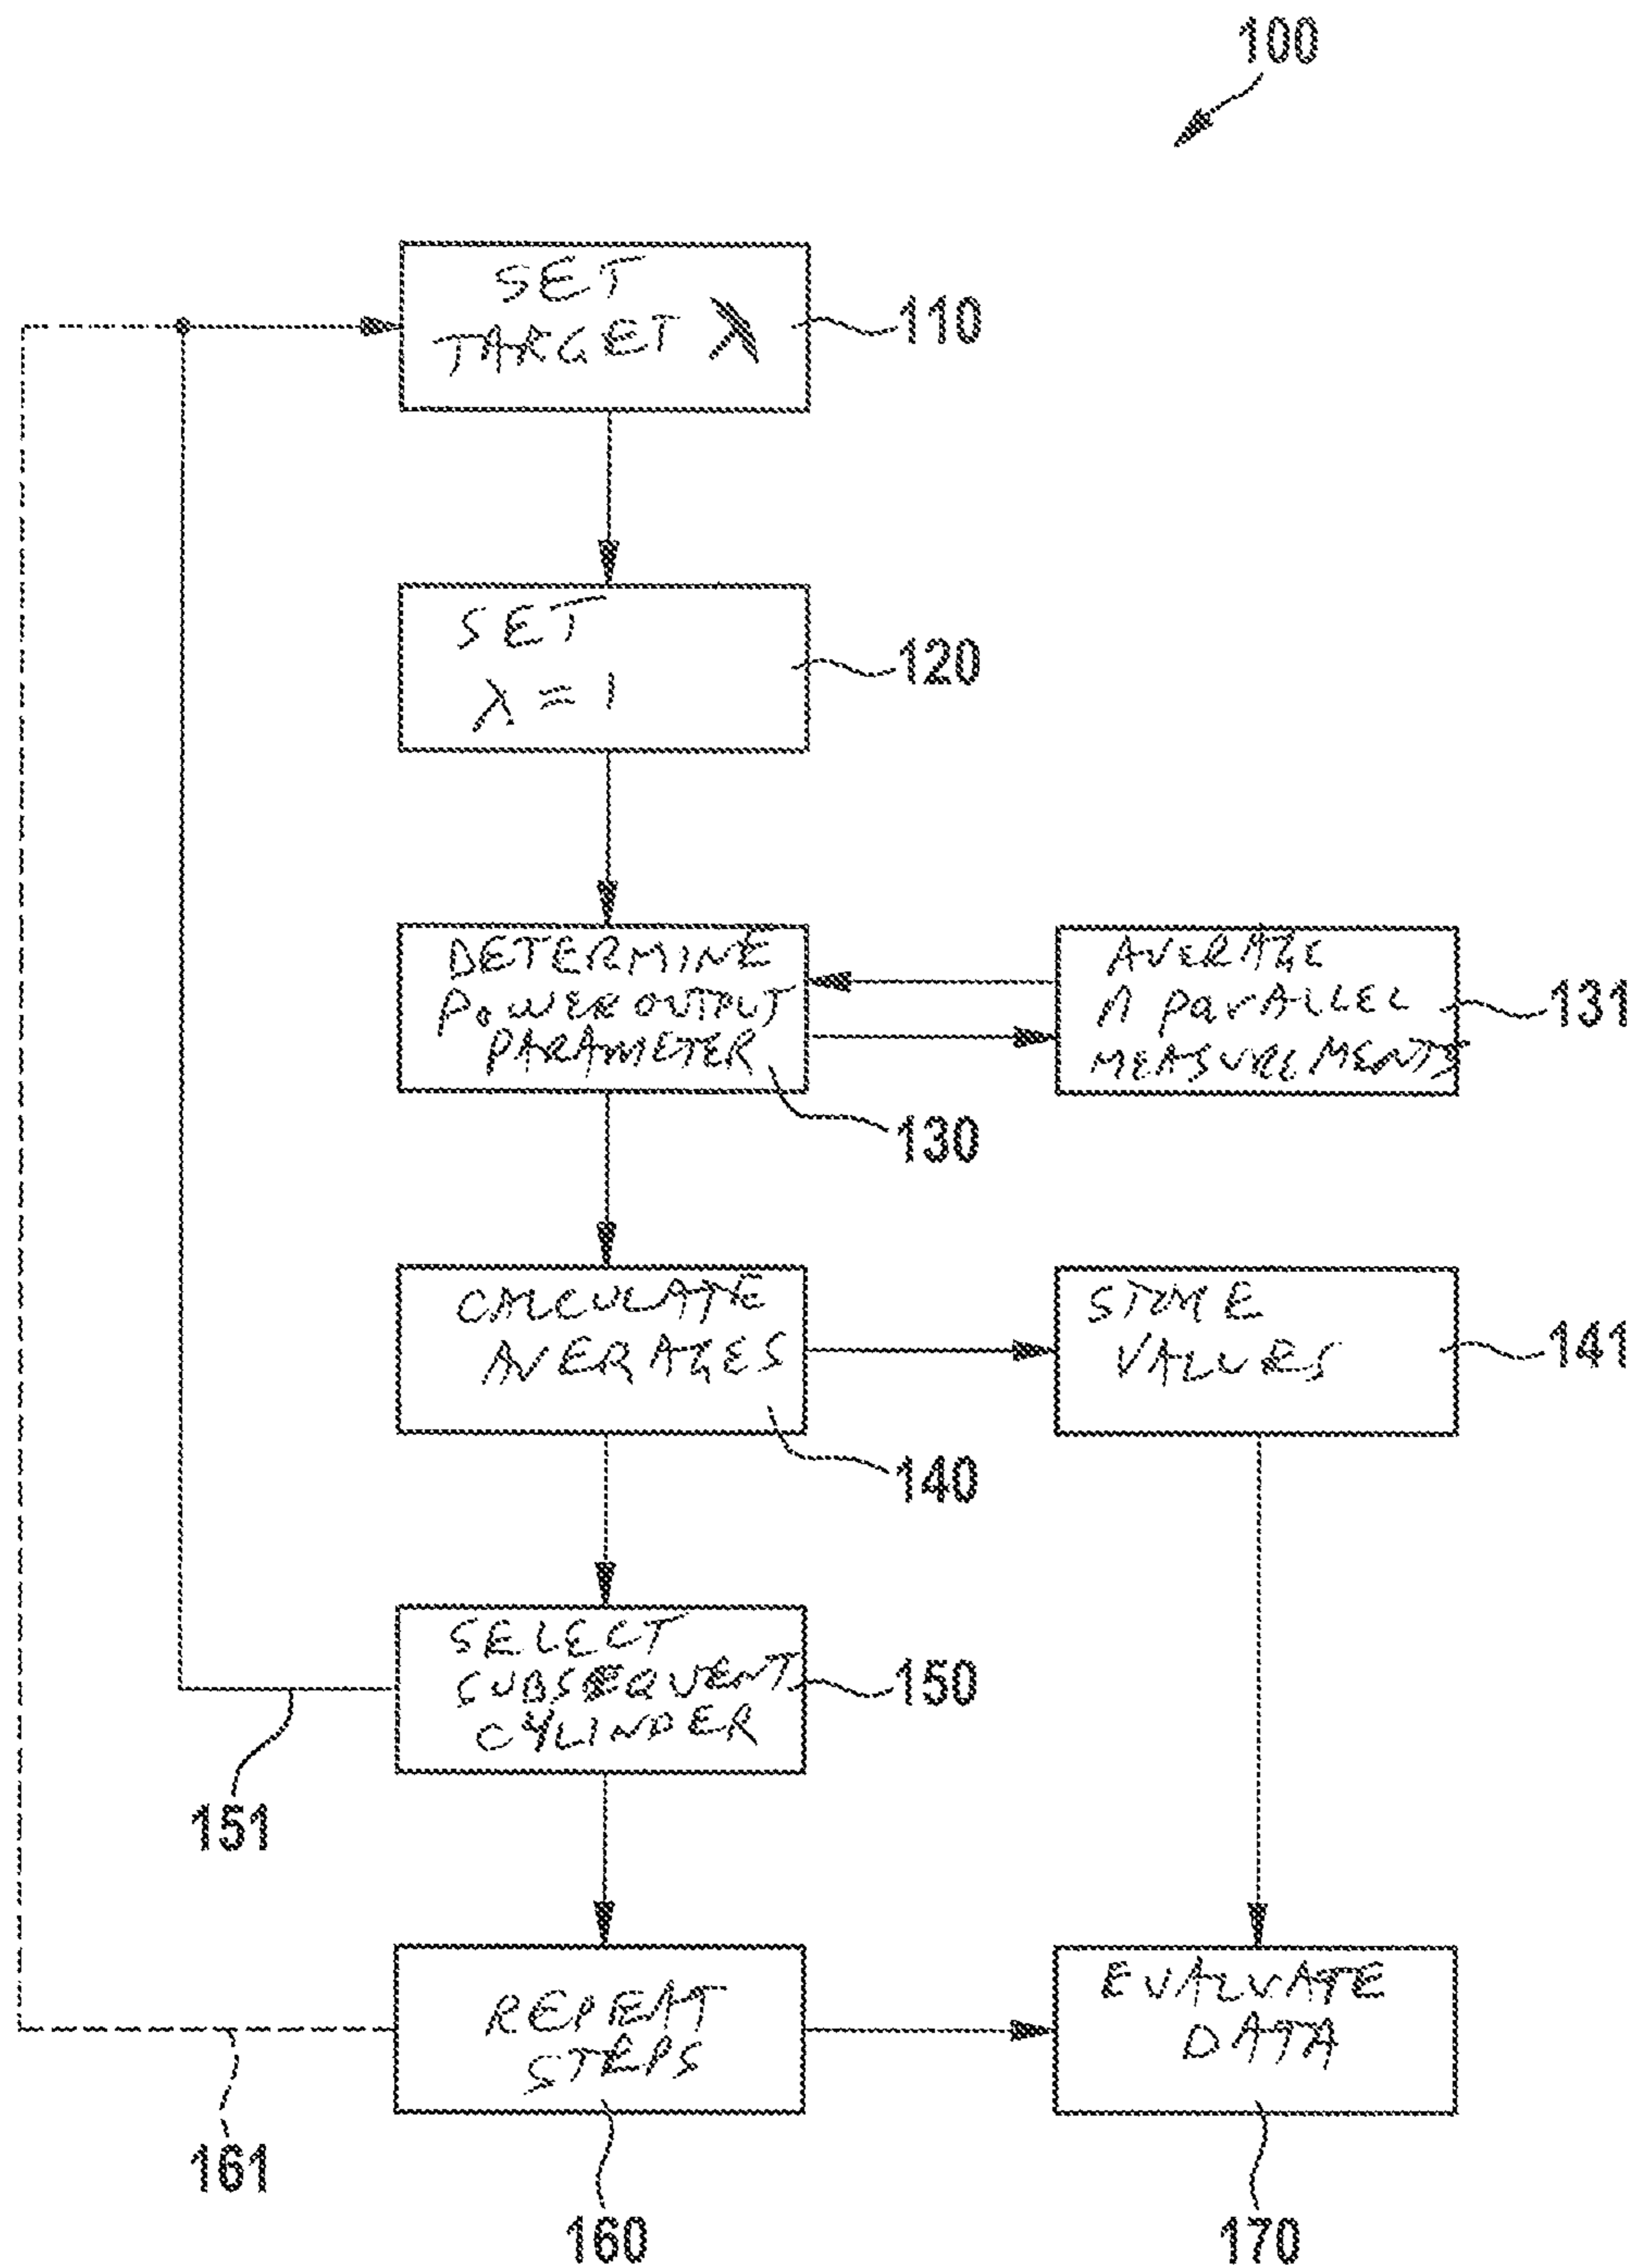 100
SET
TARGET λ
110
SET
λ = 1
120
DETERMINE
POWER OUTPUT
PARAMETER
130
AVERAGE
n parallel
MEASUREMENTS
131
CALCULATE
AVERAGES
140
STORE
VALUES
141
SELECT
SUBSEQUENT
CYLINDER
150
151
REPEAT
STEPS
160
161
EVALUATE
DATA
170